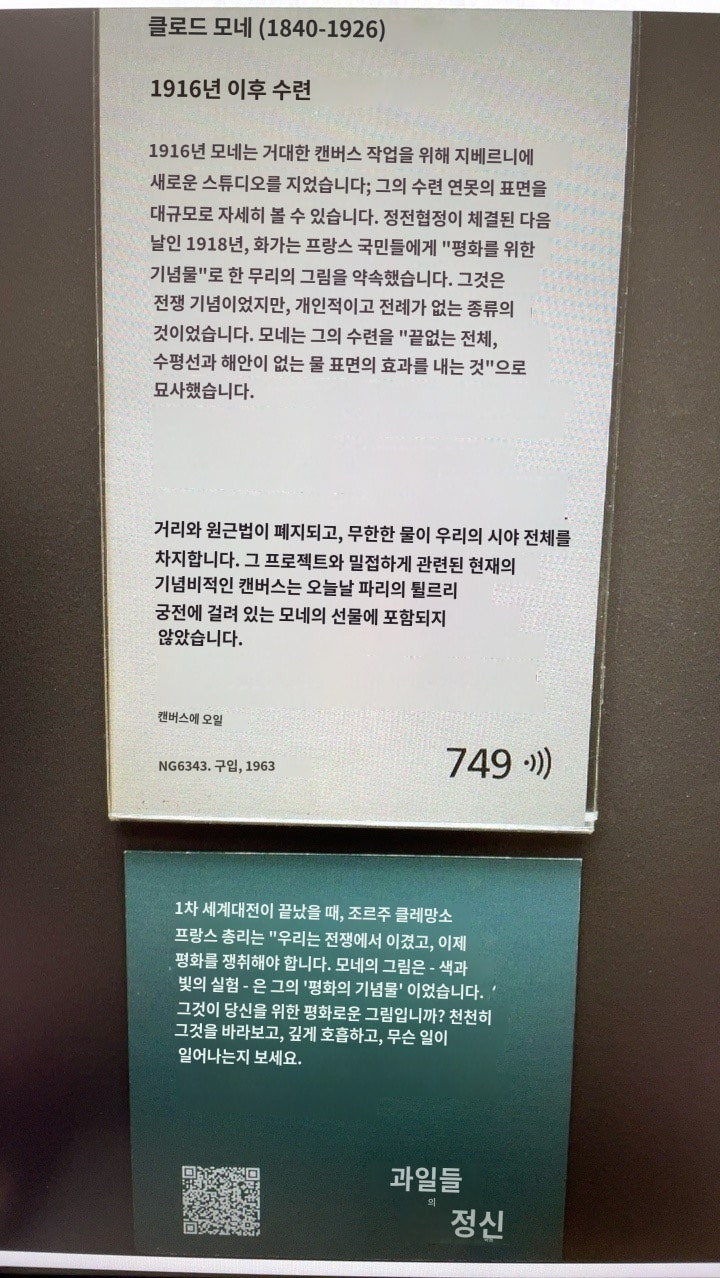 클로드 모네 (1840-1926)
1916년 이후 수련
1916년 모네는 거대한 캔버스 작업을 위해 지베르니에
새로운 스튜디오를 지었습니다; 그의 수련 연못의 표면을
대규모로 자세히 볼 수 있습니다. 정전협정이 체결된 다음
날인 1918년, 화가는 프랑스 국민들에게 "평화를 위한
기념물"로 한 무리의 그림을 약속했습니다. 그것은
전쟁 기념이었지만, 개인적이고 전례가 없는 종류의
것이었습니다. 모네는 그의 수련을 "끝없는 전체,
수평선과 해안이 없는 물 표면의 효과를 내는 것"으로
묘사했습니다.
거리와 원근법이 폐지되고, 무한한 물이 우리의 시야 전체를
차지합니다. 그 프로젝트와 밀접하게 관련된 현재의
기념비적인 캔버스는 오늘날 파리의 튈르리
궁전에 걸려 있는 모네의 선물에 포함되지
않았습니다.
캔버스에 오일
NG6343. 구입, 1963
749
1차 세계대전이 끝났을 때, 조르주 클레망소
프랑스 총리는 "우리는 전쟁에서 이겼고, 이제
평화를 쟁취해야 합니다. 모네의 그림은 - 색과
빛의 실험 - 은 그의 '평화의 기념물' 이었습니다. ‘
그것이 당신을 위한 평화로운 그림입니까? 천천히
그것을 바라보고, 깊게 호흡하고, 무슨 일이
일어나는지 보세요.
과일들
의
정신